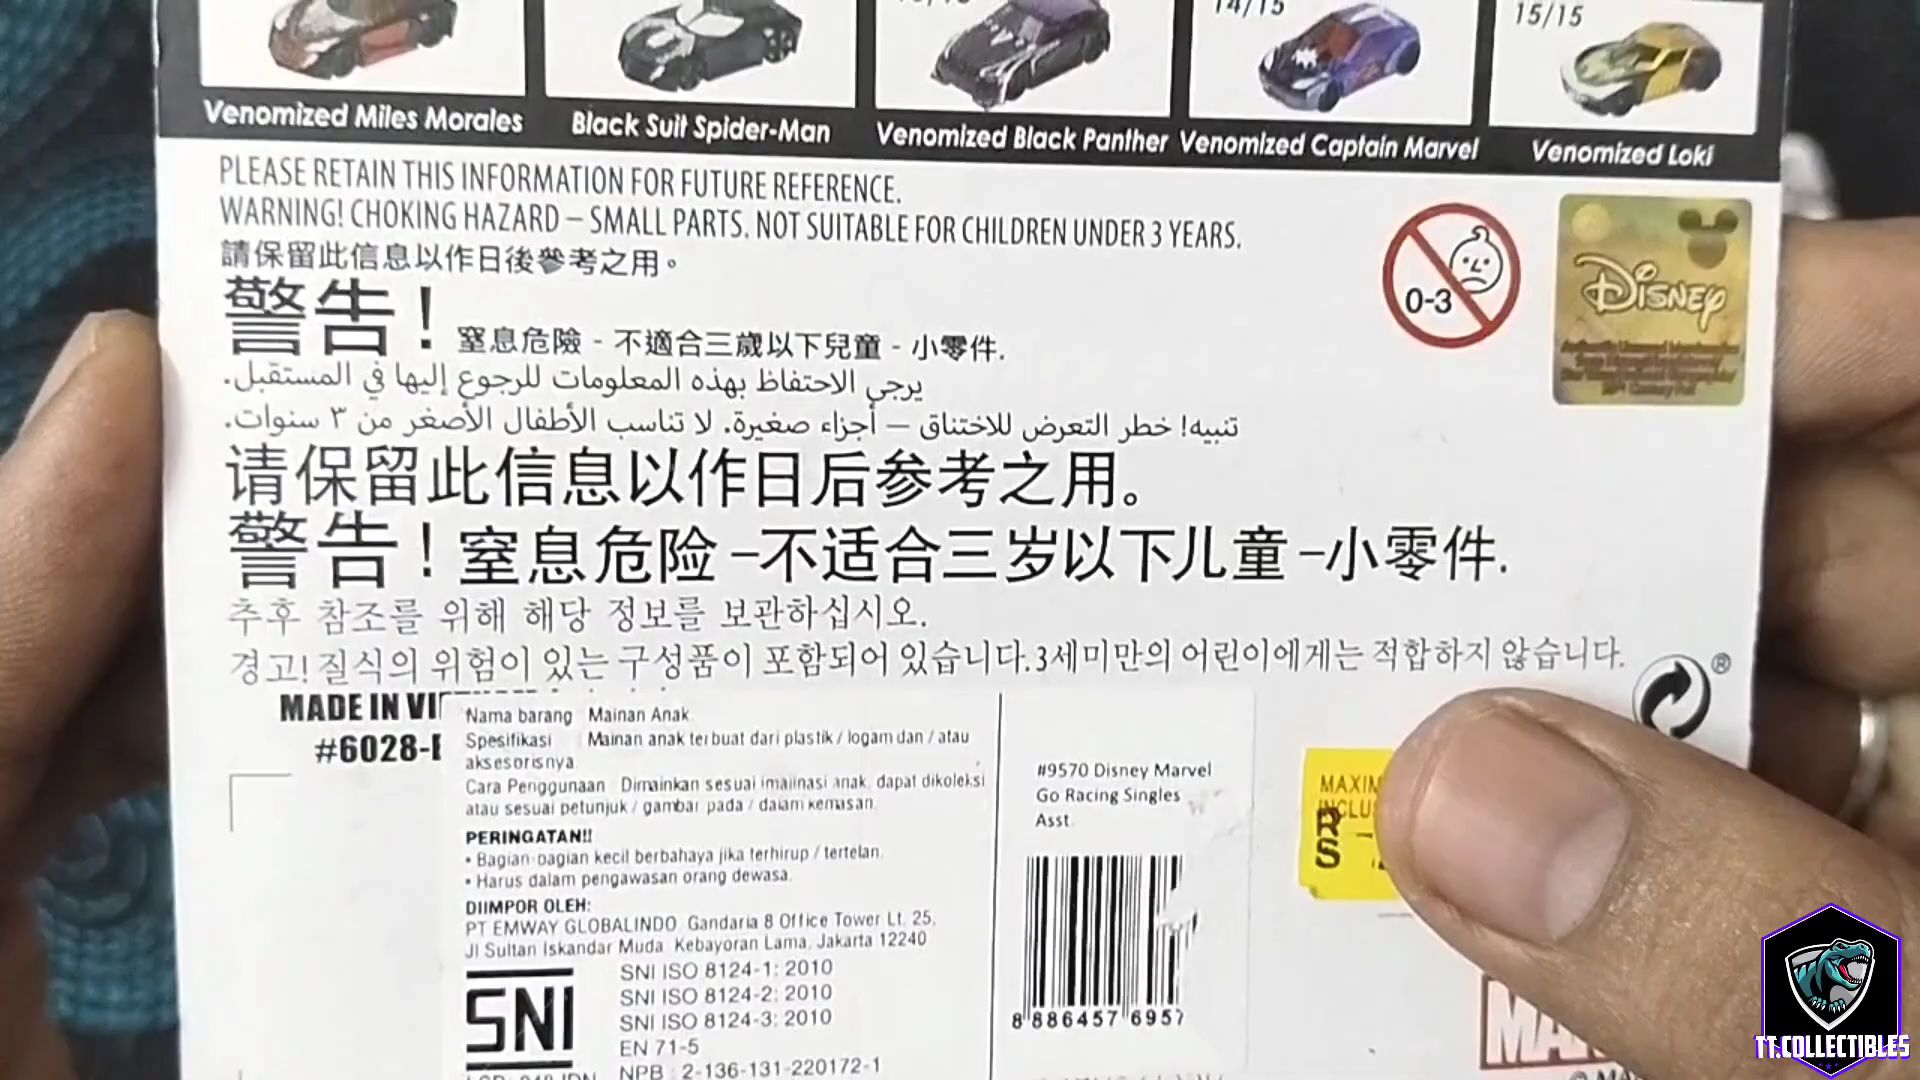 14/15
15/15
Venomized Miles Morales
Black Suit Spider-Man
Venomized Black Panther
Venomized Captain Marvel
Venomized Loki
PLEASE RETAIN THIS INFORMATION FOR FUTURE REFERENCE.
WARNING! CHOKING HAZARD – SMALL PARTS. NOT SUITABLE FOR CHILDREN UNDER 3 YEARS.
請保留此信息以作日後參考之用。
警告! 窒息危險 - 不適合三歲以下兒童 - 小零件.
يرجى الاحتفاظ بهذه المعلومات للرجوع إليها في المستقبل.
تنبيه! خطر التعرض للاختناق – أجزاء صغيرة. لا تناسب الأطفال الأصغر من ٣ سنوات.
请保留此信息以作日后参考之用。
警告! 窒息危险 –不适合三岁以下儿童 –小零件.
추후 참조를 위해 해당 정보를 보관하십시오.
경고! 질식의 위험이 있는 구성품이 포함되어 있습니다. 3세미만의 어린이에게는 적합하지 않습니다.
0-3
Disney
®
MADE IN VI
#6028-
Nama barang Mainan Anak
Spesifikasi Mainan anak terbuat dari plastik / logam dan / atau
aksesorisnya
Cara Penggunaan Dimainkan sesuai imajinasi anak, dapat dikoleksi
atau sesuai petunjuk / gambar pada / dalam kemasan.
PERINGATAN!!
• Bagian-bagian kecil berbahaya jika terhirup / tertelan.
• Harus dalam pengawasan orang dewasa.
DIIMPOR OLEH:
PT EMWAY GLOBALINDO Gandaria 8 Office Tower Lt. 25,
Jl Sultan Iskandar Muda Kebayoran Lama, Jakarta 12240
SNI
SNI ISO 8124-1: 2010
SNI ISO 8124-2: 2010
SNI ISO 8124-3: 2010
EN 71-5
NPB : 2-136-131-220172-1
#9570 Disney Marvel
Go Racing Singles
Asst.
8 886457 6957
MAXIM
INCLU
RS
MA
TT.COLLECTIBLES